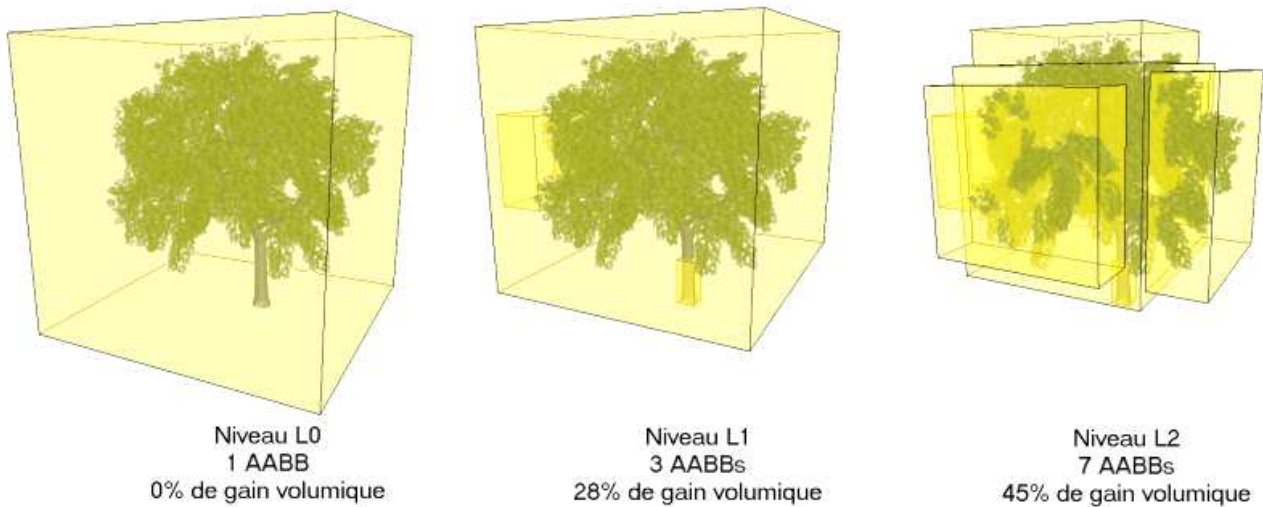 Niveau L0
1 AABB
0% de gain volumique
Niveau L1
3 AABBs
28% de gain volumique
Niveau L2
7 AABBs
45% de gain volumique